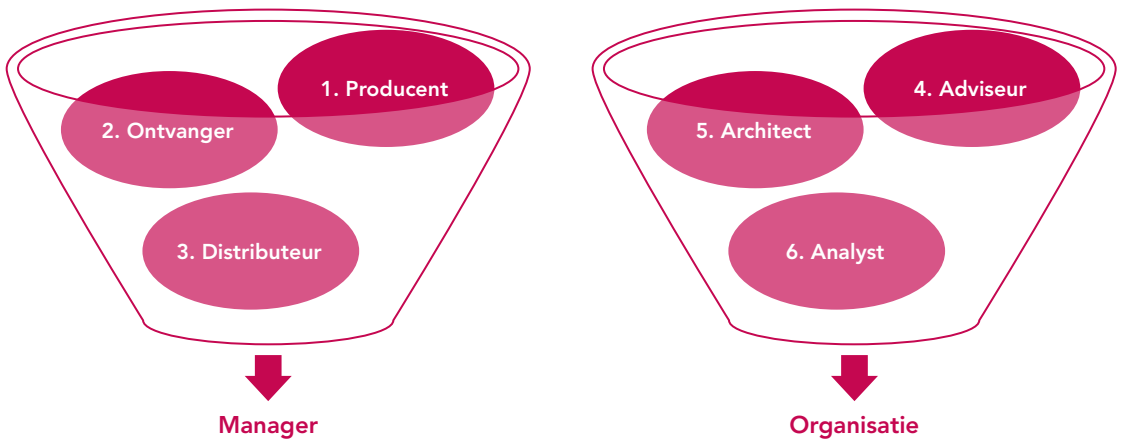 1. Producent
2. Ontvanger
3. Distributeur
Manager
4. Adviseur
5. Architect
6. Analyst
Organisatie